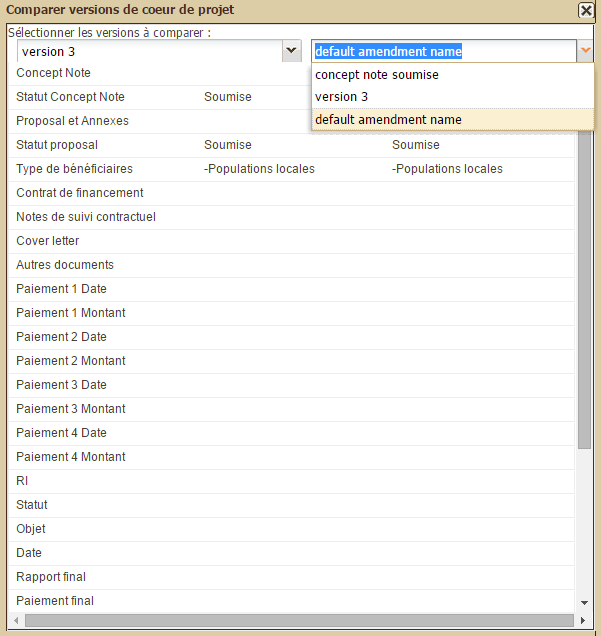 Comparer versions de coeur de projet
Sélectionner les versions à comparer :
version 3
default amendment name
concept note soumise
version 3
default amendment name
Concept Note
Statut Concept Note Soumise
Proposal et Annexes
Statut proposal Soumise Soumise
Type de bénéficiaires -Populations locales -Populations locales
Contrat de financement
Notes de suivi contractuel
Cover letter
Autres documents
Paiement 1 Date
Paiement 1 Montant
Paiement 2 Date
Paiement 2 Montant
Paiement 3 Date
Paiement 3 Montant
Paiement 4 Date
Paiement 4 Montant
RI
Statut
Objet
Date
Rapport final
Paiement final